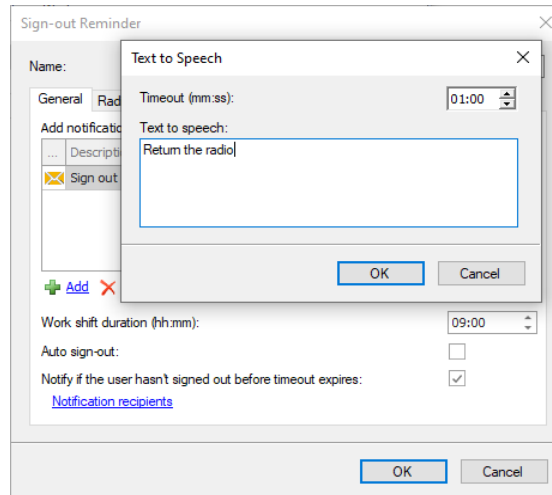 Sign-out Reminder
Text to Speech
Name:
Timeout (mm:ss): 01:00
General Rad
Text to speech:
Add notificatio
Return the radio
... Descripti
Sign out
OK Cancel
Add
Work shift duration (hh:mm): 09:00
Auto sign-out:
Notify if the user hasn't signed out before timeout expires:
Notification recipients
OK Cancel